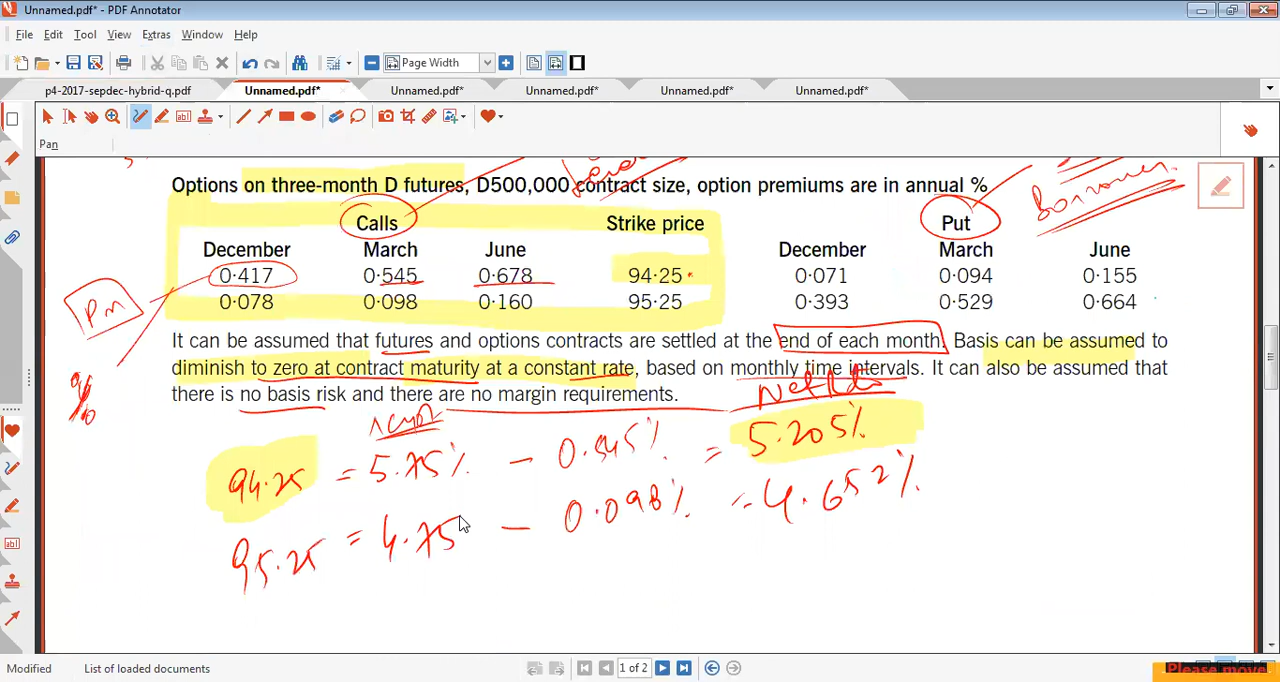 Unnamed.pdf* - PDF Annotator
File Edit Tool View Extras Window Help
Page Width
p4-2017-sepdec-hybrid-q.pdf Unnamed.pdf* Unnamed.pdf* Unnamed.pdf* Unnamed.pdf* Unnamed.pdf*
Pan
Options on three-month D futures, D500,000 contract size, option premiums are in annual %
Borrower
Calls Strike price Put
December March June December March June
0·417 0·545 0·678 94·25 0·071 0·094 0·155
0·078 0·098 0·160 95·25 0·393 0·529 0·664
Pm
It can be assumed that futures and options contracts are settled at the end of each month. Basis can be assumed to
diminish to zero at contract maturity at a constant rate, based on monthly time intervals. It can also be assumed that
there is no basis risk and there are no margin requirements.
%
94.25 = 5.75% - 0.545% = 5.205%
95.25 = 4.75 - 0.098% = 4.652%
1 of 2
Modified List of loaded documents
Please move